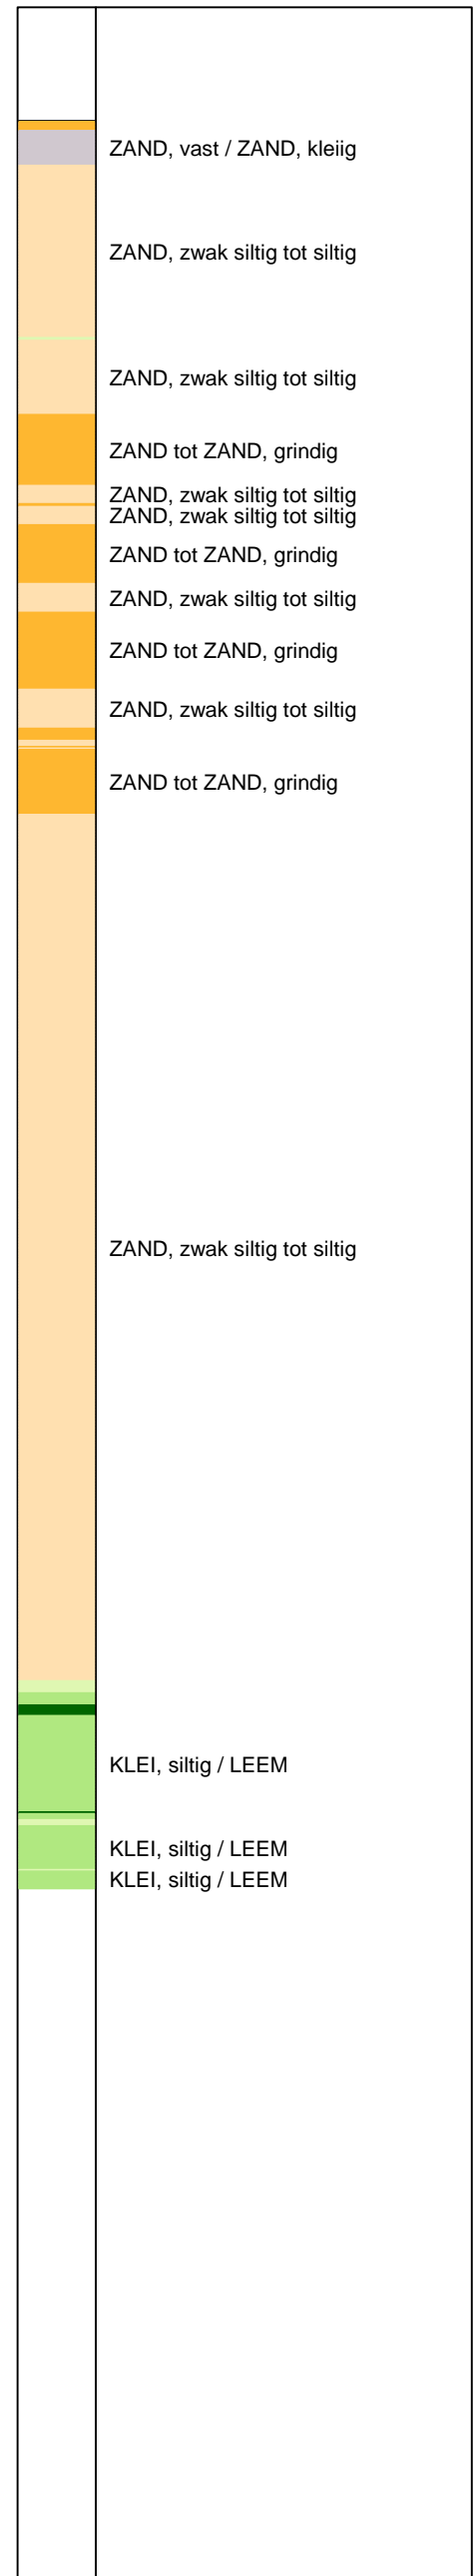 ZAND, vast / ZAND, kleiig
ZAND, zwak siltig tot siltig
ZAND, zwak siltig tot siltig
ZAND tot ZAND, grindig
ZAND, zwak siltig tot siltig
ZAND, zwak siltig tot siltig
ZAND tot ZAND, grindig
ZAND, zwak siltig tot siltig
ZAND tot ZAND, grindig
ZAND, zwak siltig tot siltig
ZAND tot ZAND, grindig
ZAND, zwak siltig tot siltig
KLEI, siltig / LEEM
KLEI, siltig / LEEM
KLEI, siltig / LEEM